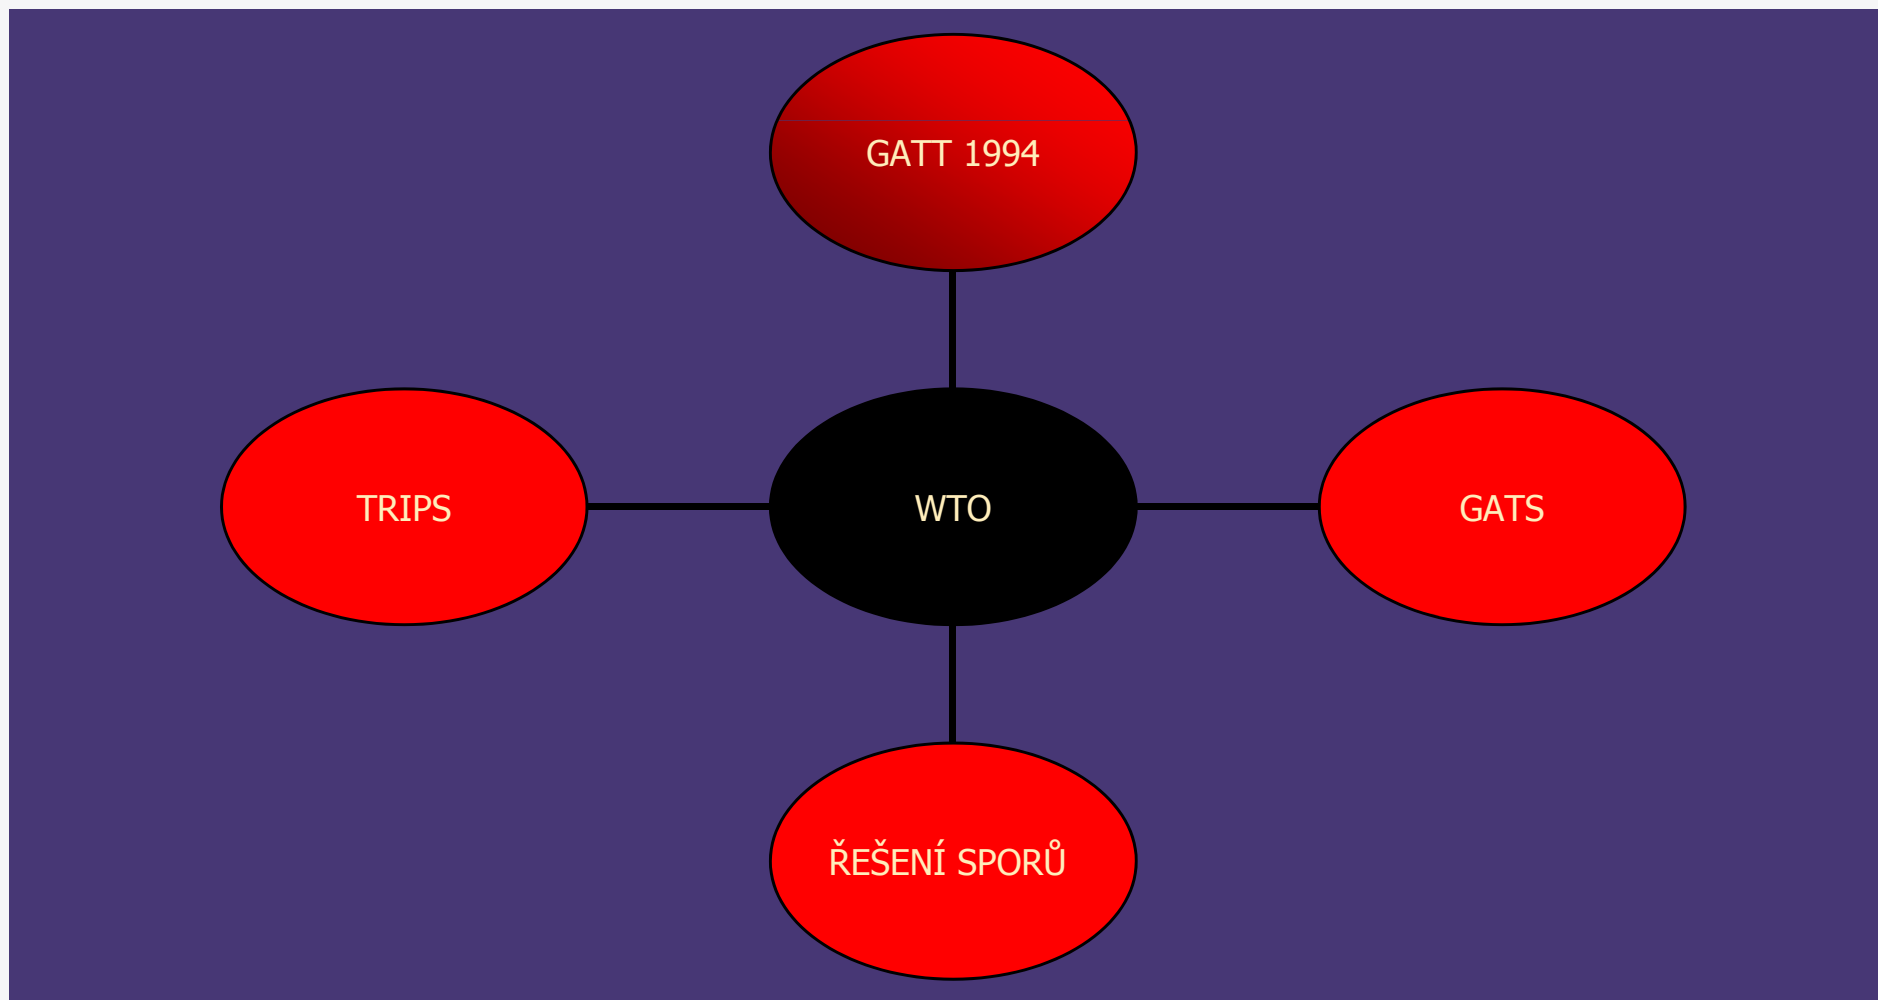 GATT 1994
TRIPS
WTO
GATS
ŘEŠENÍ SPORŮ